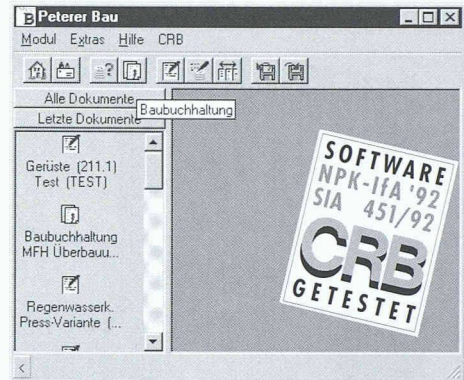 Peterer Bau
Modul Extras Hilfe CRB
Alle Dokumente
Baubuchhaltung
Letzte Dokumente
Gerüste (211.1)
Test (TEST)
Baubuchhaltung
MFH Überbauu...
Regenwasserk.
Press-Variante (...
SOFTWARE
NPK-IfA '92
SIA 451/92
CRB
GETESTET